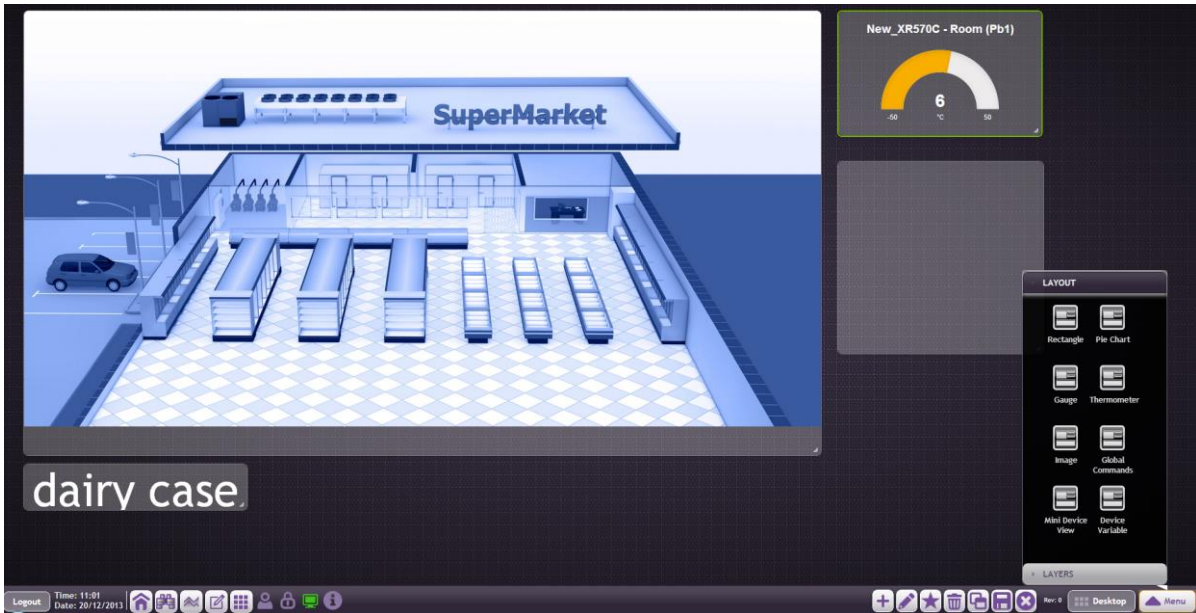 SuperMarket
New_XR570C - Room (Pb1)
6
-50 °C 50
dairy case
LAYOUT
Rectangle Pie Chart
Gauge Thermometer
Image Global Commands
Mini Device View Device Variable
LAYERS
Logout
Time: 11:01
Date: 20/12/2013
Rev: 8 Desktop Menu